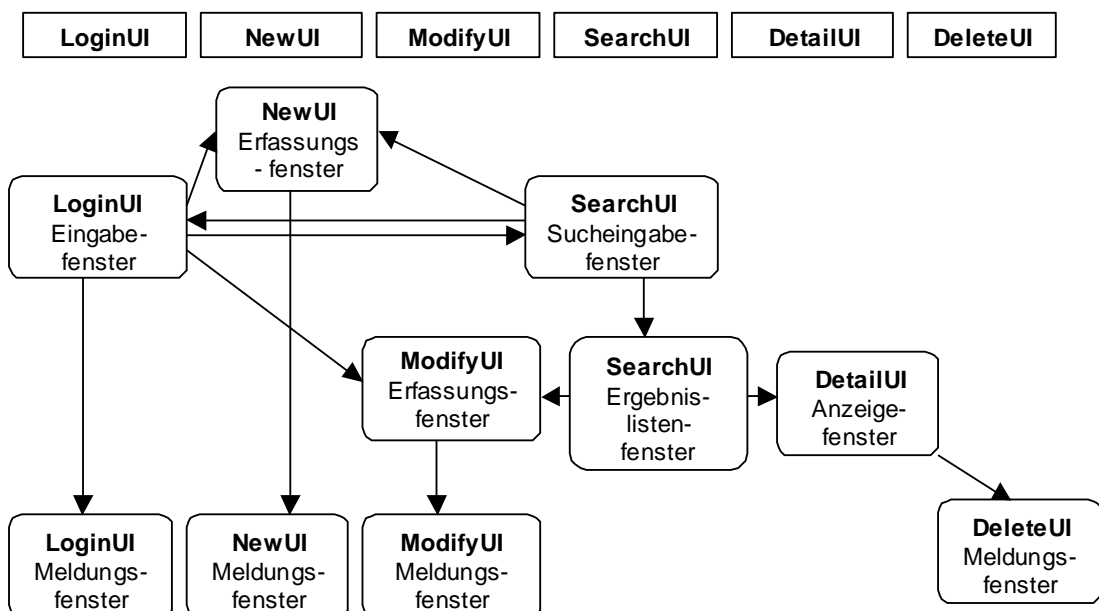 LoginUI
NewUI
ModifyUI
SearchUI
DetailUI
DeleteUI
NewUI
Erfassungs
- fenster
LoginUI
Eingabe-
fenster
SearchUI
Sucheingabe-
fenster
ModifyUI
Erfassungs-
fenster
SearchUI
Ergebnis-
listen-
fenster
DetailUI
Anzeige-
fenster
LoginUI
Meldungs-
fenster
NewUI
Meldungs-
fenster
ModifyUI
Meldungs-
fenster
DeleteUI
Meldungs-
fenster